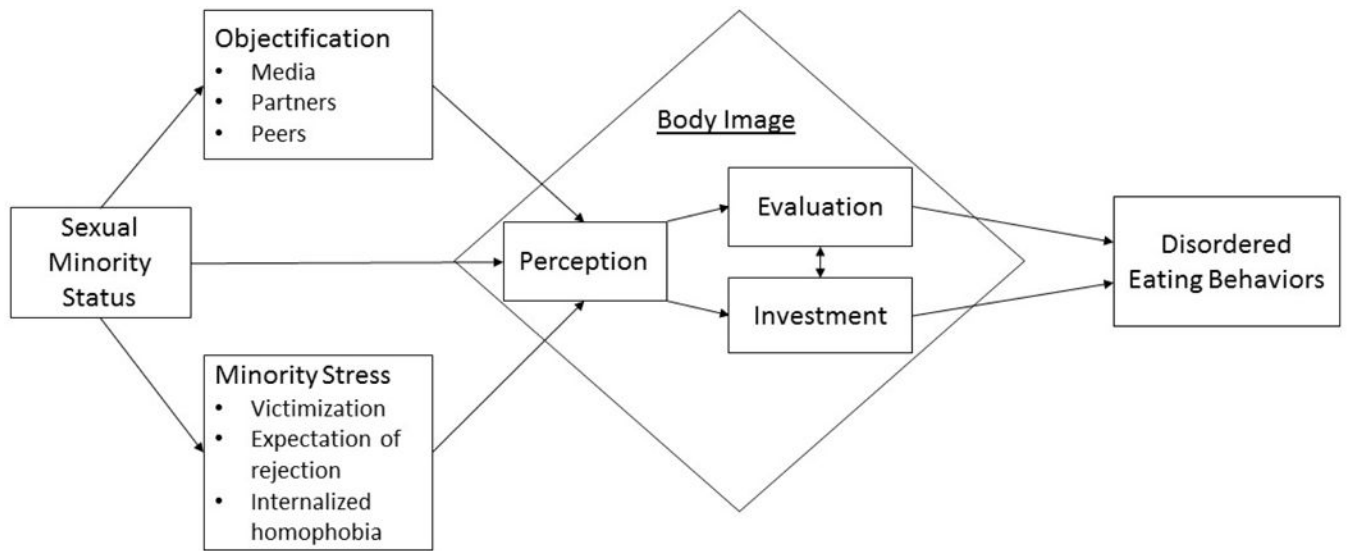 Objectification
• Media
• Partners
• Peers
Sexual
Minority
Status
Minority Stress
• Victimization
• Expectation of
rejection
• Internalized
homophobia
Body Image
Perception
Evaluation
Investment
Disordered
Eating Behaviors